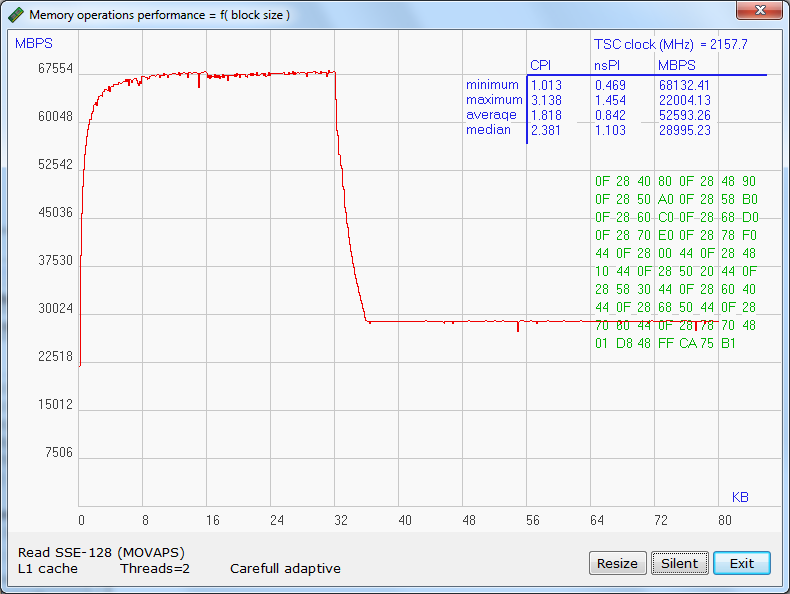 Memory operations performance = f( block size )
MBPS
TSC clock (MHz) = 2157.7
CPI nsPI MBPS
minimum 1.013 0.469 68132.41
maximum 3.138 1.454 22004.13
average 1.818 0.842 52593.26
median 2.381 1.103 28995.23
67554
60048
52542
45036
37530
30024
22518
15012
7506
0F 28 40 80 0F 28 48 90
0F 28 50 A0 0F 28 58 B0
0F 28 60 C0 0F 28 68 D0
0F 28 70 E0 0F 28 78 F0
44 0F 28 00 44 0F 28 48
10 44 0F 28 50 20 44 0F
28 58 30 44 0F 28 60 40
44 0F 28 68 50 44 0F 28
70 60 44 0F 28 78 70 48
01 D8 48 FF CA 75 B1
KB
0 8 16 24 32 40 48 56 64 72 80
Read SSE-128 (MOVAPS)
L1 cache Threads=2 Carefull adaptive
Resize Silent Exit